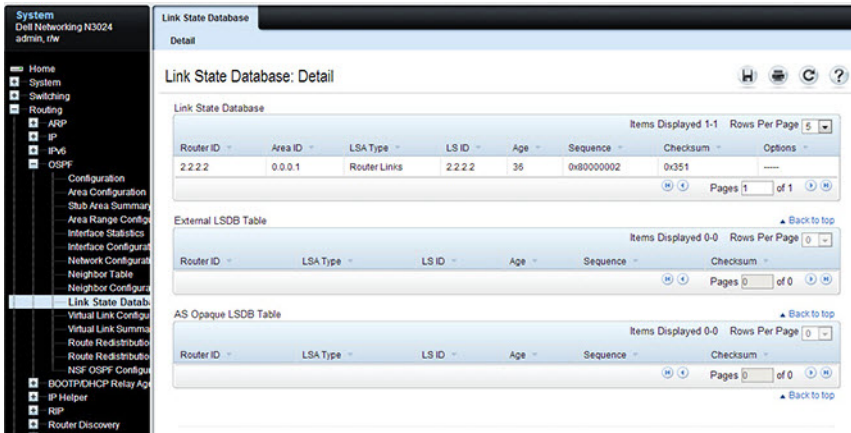 System
Dell Networking N3024
admin, r/w
Home
System
Switching
Routing
ARP
IP
IPv6
OSPF
Configuration
Area Configuration
Stub Area Summary
Area Range Configu
Interface Statistics
Interface Configurat
Network Configurati
Neighbor Table
Neighbor Configura
Link State Databa
Virtual Link Configu
Virtual Link Summa
Route Redistributio
Route Redistributio
NSF OSPF Configur
BOOTP/DHCP Relay Age
IP Helper
RIP
Router Discovery
Link State Database
Detail
Link State Database: Detail
Link State Database
Items Displayed 1-1 Rows Per Page 5
Router ID Area ID LSA Type LS ID Age Sequence Checksum Options
2.2.2.2 0.0.0.1 Router Links 2.2.2.2 36 0x80000002 0x351 -----
Pages 1 of 1
External LSDB Table
Back to top
Items Displayed 0-0 Rows Per Page 0
Router ID LSA Type LS ID Age Sequence Checksum
Pages 0 of 0
AS Opaque LSDB Table
Back to top
Items Displayed 0-0 Rows Per Page 0
Router ID LSA Type LS ID Age Sequence Checksum
Pages 0 of 0
Back to top